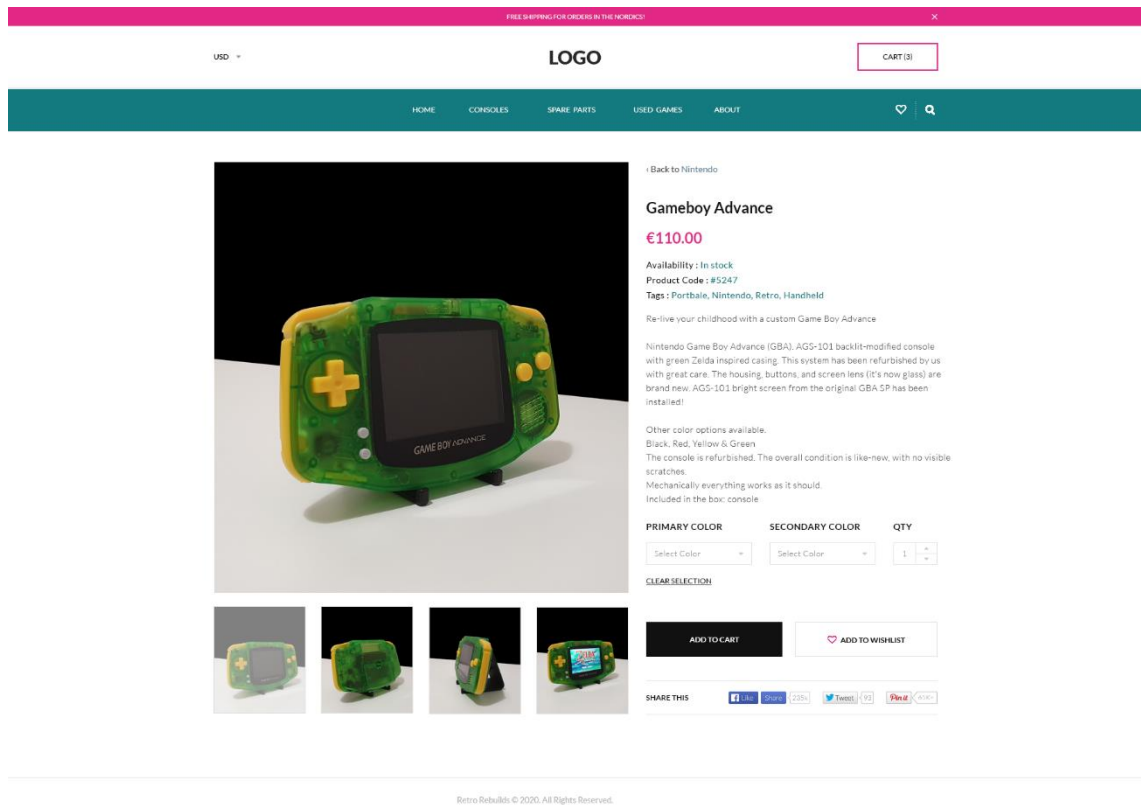 FREE SHIPPING FOR ORDERS IN THE NORDICS!
USD
LOGO
CART (3)
HOME CONSOLES SPARE PARTS USED GAMES ABOUT
‹ Back to Nintendo
Gameboy Advance
€110.00
Availability : In stock
Product Code : #5247
Tags : Portbale, Nintendo, Retro, Handheld
Re-live your childhood with a custom Game Boy Advance
Nintendo Game Boy Advance (GBA). AGS-101 backlit-modified console
with green Zelda inspired casing. This system has been refurbished by us
with great care. The housing, buttons, and screen lens (it's now glass) are
brand new. AGS-101 bright screen from the original GBA SP has been
installed!
Other color options available.
Black, Red, Yellow & Green
The console is refurbished. The overall condition is like-new, with no visible
scratches.
Mechanically everything works as it should.
Included in the box: console
GAME BOY ADVANCE
PRIMARY COLOR SECONDARY COLOR QTY
Select Color Select Color 1
CLEAR SELECTION
ADD TO CART ADD TO WISHLIST
SHARE THIS Like Share Tweet 93 Pin it
Retro Rebuilds © 2020. All Rights Reserved.